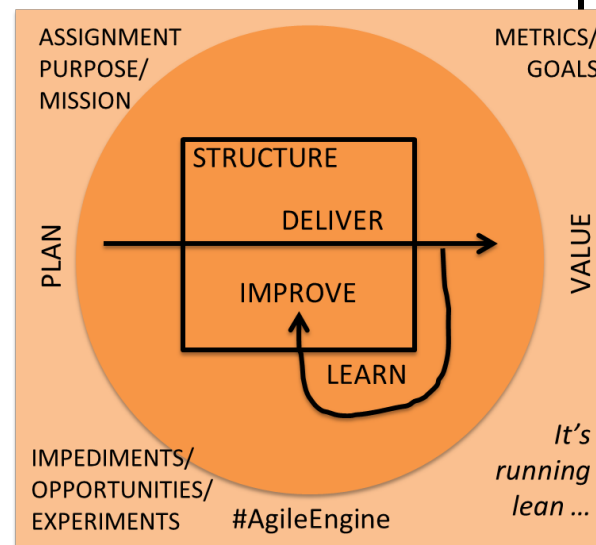 ASSIGNMENT
PURPOSE/
MISSION
METRICS/
GOALS
STRUCTURE
DELIVER
PLAN
VALUE
IMPROVE
LEARN
IMPEDIMENTS/
OPPORTUNITIES/
EXPERIMENTS
#AgileEngine
It's
running
lean ...